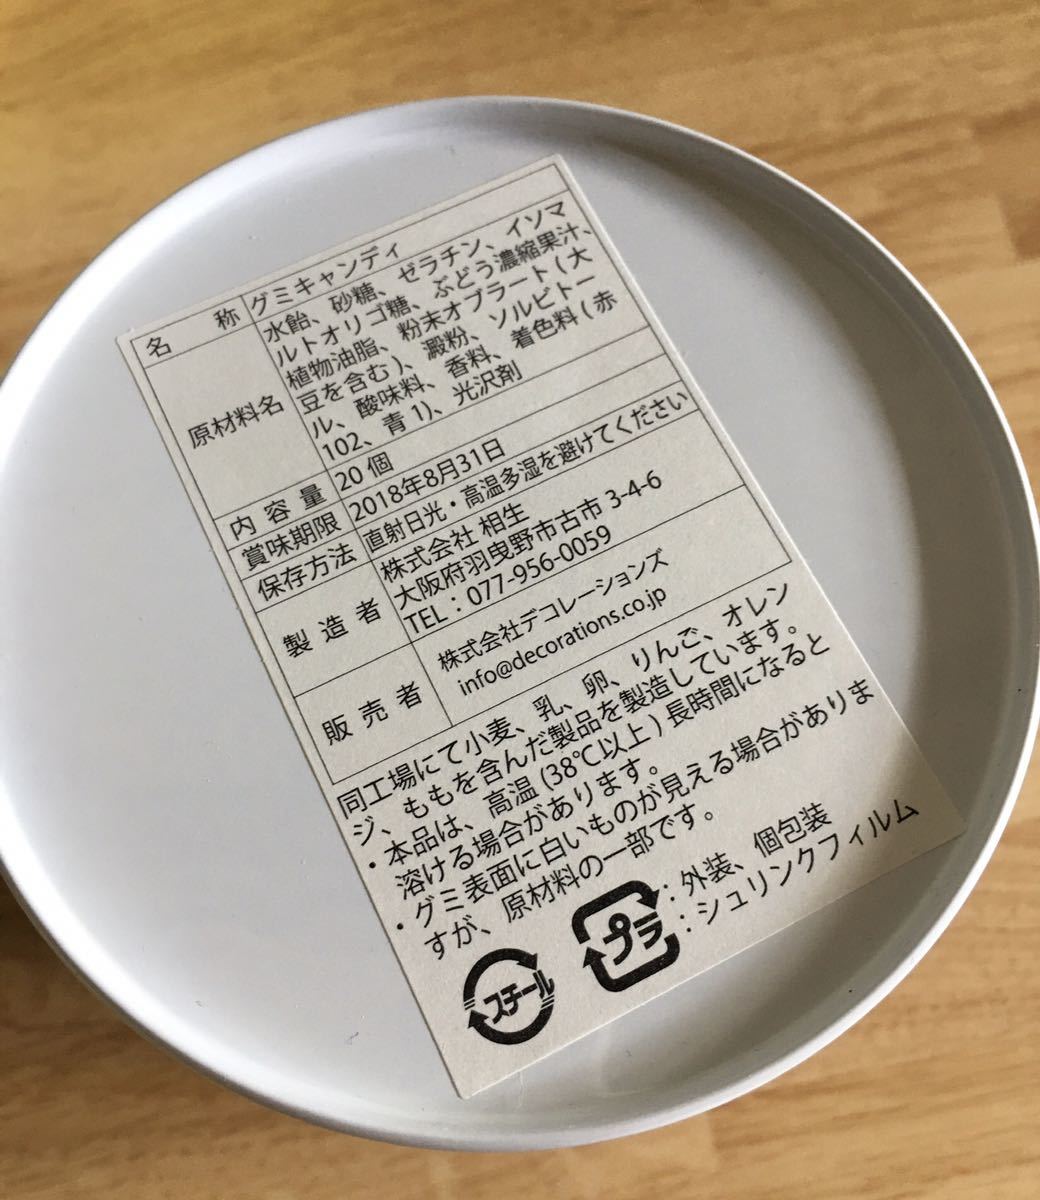 名 称 グミキャンディ
原材料名 水飴、砂糖、ゼラチン、イソマ
ルトオリゴ糖、ぶどう濃縮果汁、
植物油脂、粉末オブラート(大
豆を含む)、澱粉、ソルビトー
ル、酸味料、香料、着色料(赤
102、青1)、光沢剤
内 容 量 20個
賞味期限 2018年8月31日
保存方法 直射日光・高温多湿を避けてください
製 造 者 株式会社 相生
大阪府羽曳野市古市 3-4-6
TEL：077-956-0059
販 売 者 株式会社デコレーションズ
info@decorations.co.jp
同工場にて小麦、乳、卵、りんご、オレン
ジ、ももを含んだ製品を製造しています。
・本品は、高温(38℃以上)長時間になると
溶ける場合があります。
・グミ表面に白いものが見える場合がありま
すが、原材料の一部です。
プラ：外装、個包装
：シュリンクフィルム
スチール